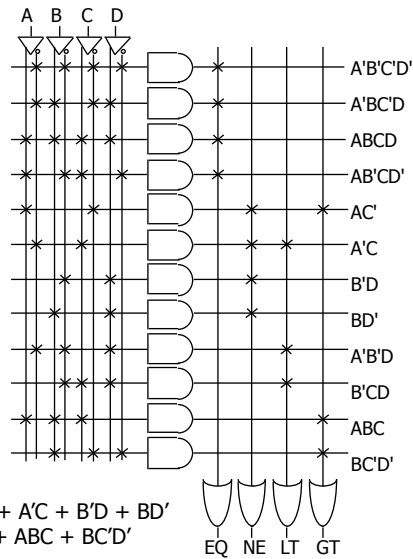 A B C D
A'B'C'D'
A'BC'D
ABCD
AB'CD'
AC'
A'C
B'D
BD'
A'B'D
B'CD
ABC
BC'D'
+ A'C + B'D + BD'
+ ABC + BC'D'
EQ NE LT GT